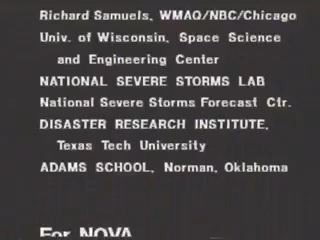 Richard Samuels, WMAQ/NBC/Chicago
Univ. of Wisconsin, Space Science
and Engineering Center
NATIONAL SEVERE STORMS LAB
National Severe Storms Forecast Ctr.
DISASTER RESEARCH INSTITUTE,
Texas Tech University
ADAMS SCHOOL, Norman, Oklahoma
For NOVA